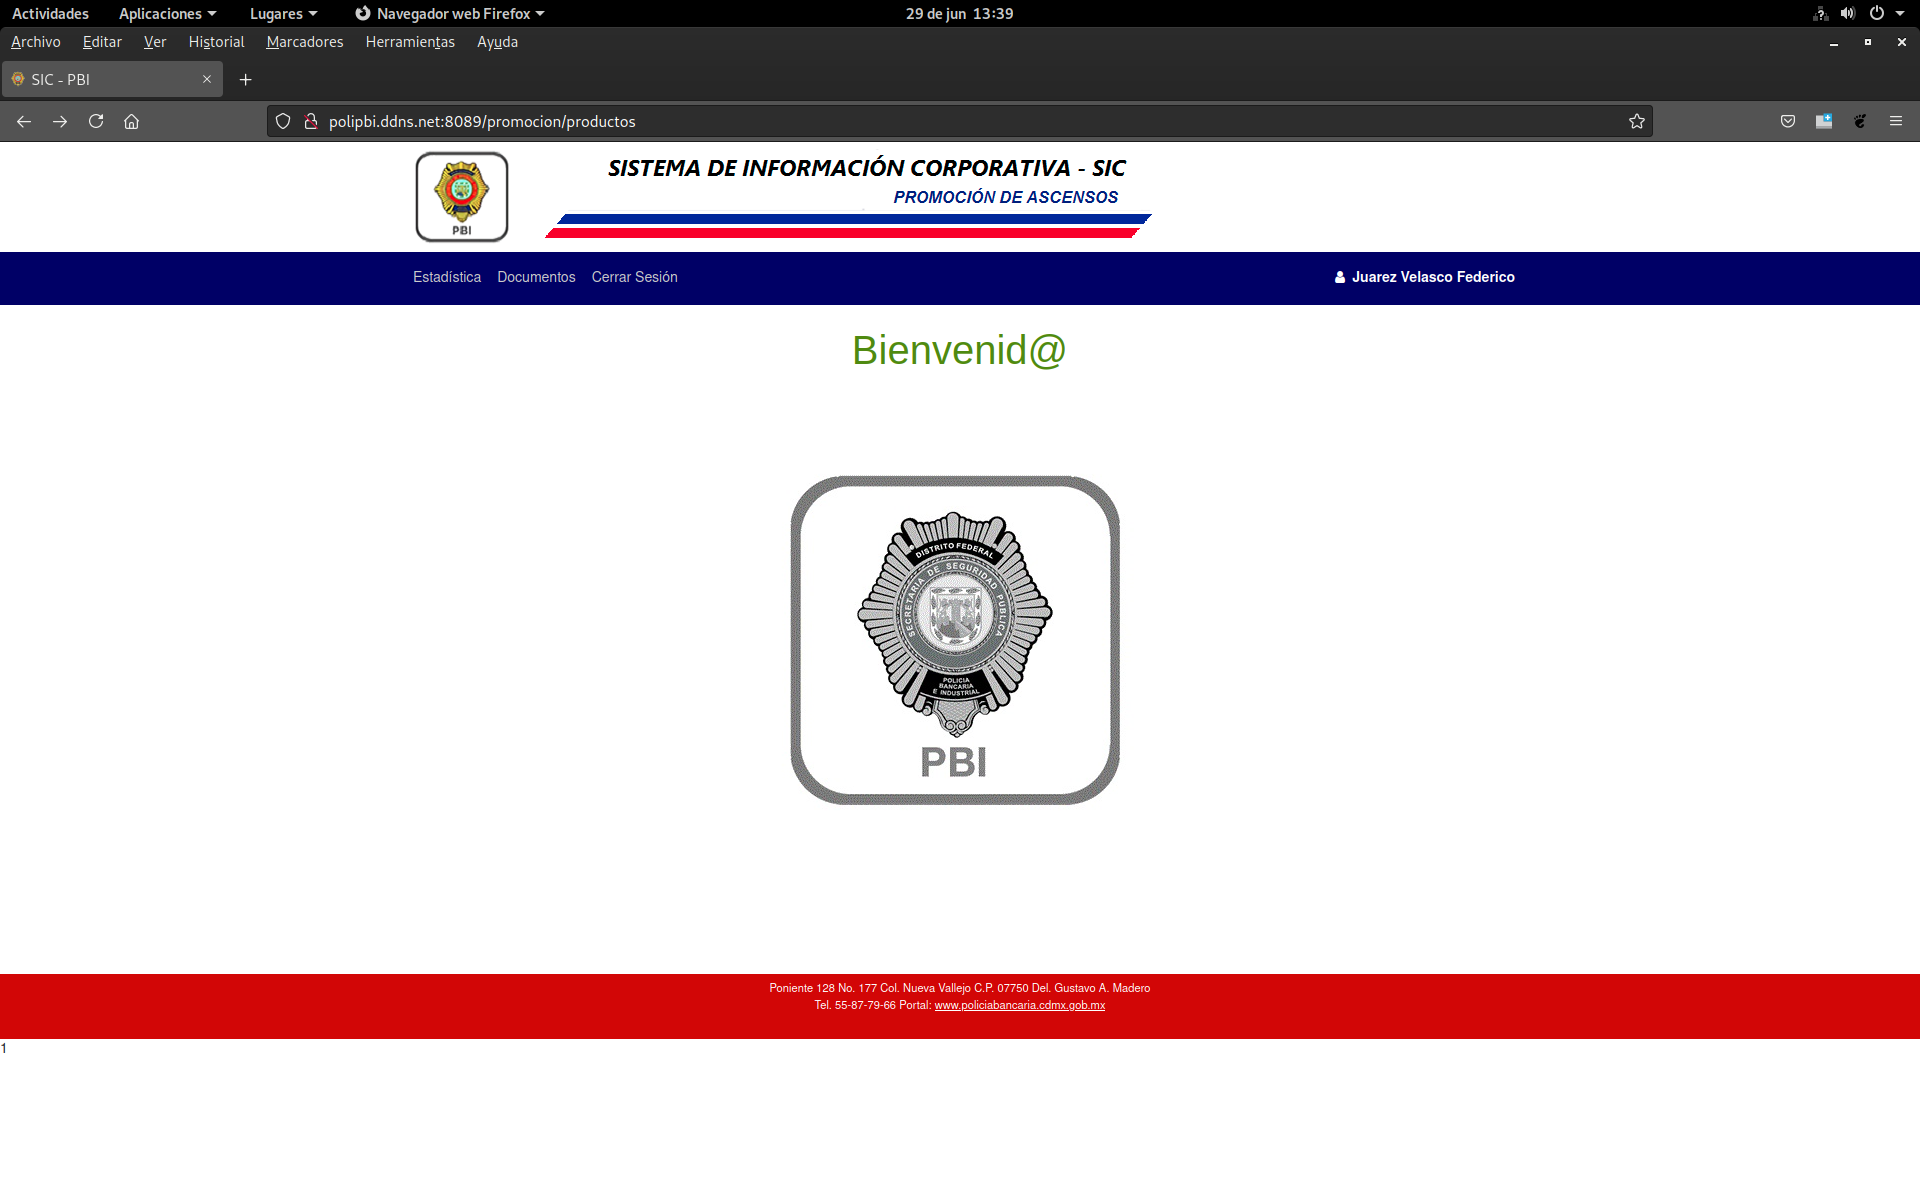 Actividades Aplicaciones Lugares Navegador web Firefox 29 de jun 13:39
Archivo Editar Ver Historial Marcadores Herramientas Ayuda
SIC - PBI
polipbi.ddns.net:8089/promocion/productos
PBI
SISTEMA DE INFORMACIÓN CORPORATIVA - SIC
PROMOCIÓN DE ASCENSOS
Estadística Documentos Cerrar Sesión Juarez Velasco Federico
Bienvenid@
DISTRITO FEDERAL
SECRETARIA DE SEGURIDAD PUBLICA
POLICIA
BANCARIA
E INDUSTRIAL
PBI
Poniente 128 No. 177 Col. Nueva Vallejo C.P. 07750 Del. Gustavo A. Madero
Tel. 55-87-79-66 Portal: www.policiabancaria.cdmx.gob.mx
1